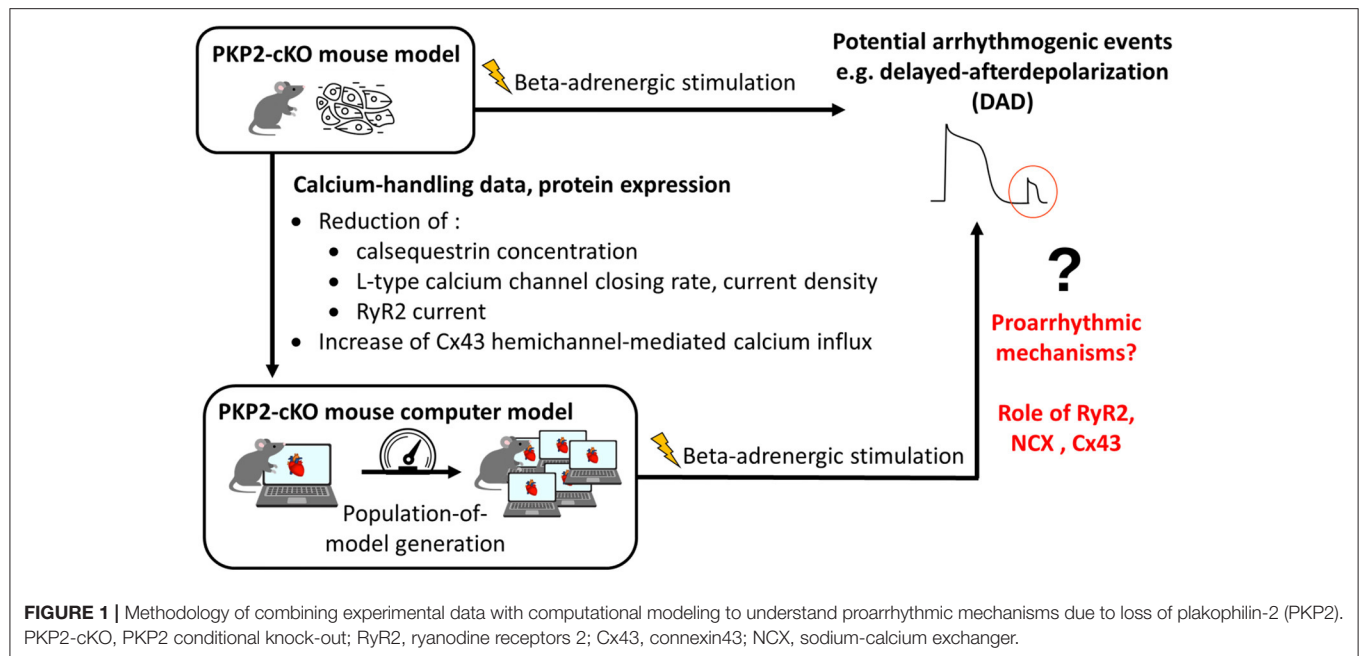 PKP2-cKO mouse model
Beta-adrenergic stimulation
Potential arrhythmogenic events
e.g. delayed-afterdepolarization
(DAD)
Calcium-handling data, protein expression
• Reduction of :
• calsequestrin concentration
• L-type calcium channel closing rate, current density
• RyR2 current
• Increase of Cx43 hemichannel-mediated calcium influx
?
Proarrhythmic
mechanisms?
Role of RyR2,
NCX , Cx43
PKP2-cKO mouse computer model
Population-of-
model generation
Beta-adrenergic stimulation
FIGURE 1 | Methodology of combining experimental data with computational modeling to understand proarrhythmic mechanisms due to loss of plakophilin-2 (PKP2).
PKP2-cKO, PKP2 conditional knock-out; RyR2, ryanodine receptors 2; Cx43, connexin43; NCX, sodium-calcium exchanger.